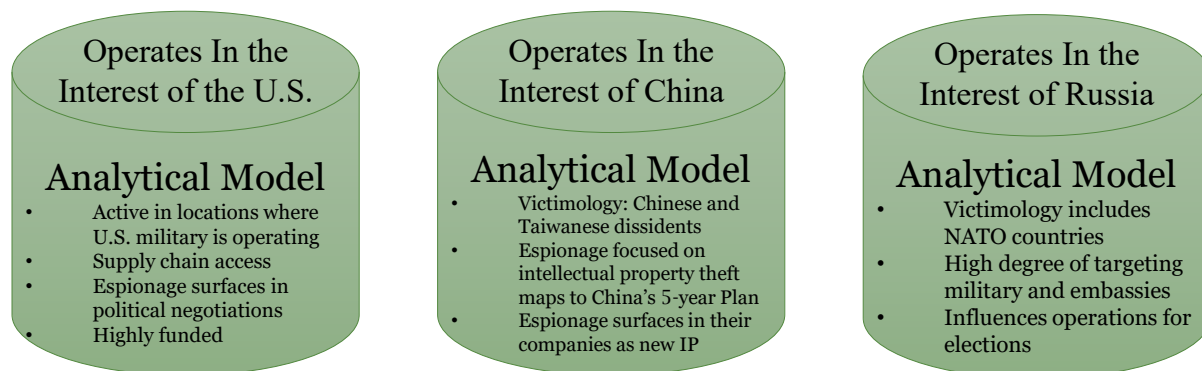 Operates In the
Interest of the U.S.
Analytical Model
• Active in locations where
U.S. military is operating
• Supply chain access
• Espionage surfaces in
political negotiations
• Highly funded
Operates In the
Interest of China
Analytical Model
• Victimology: Chinese and
Taiwanese dissidents
• Espionage focused on
intellectual property theft
maps to China's 5-year Plan
• Espionage surfaces in their
companies as new IP
Operates In the
Interest of Russia
Analytical Model
• Victimology includes
NATO countries
• High degree of targeting
military and embassies
• Influences operations for
elections